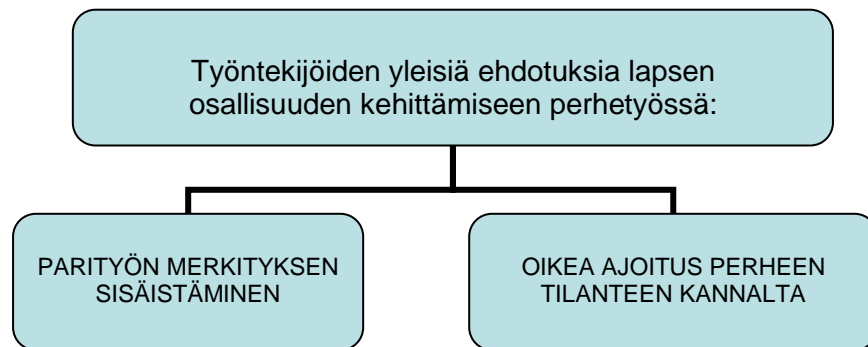 Työntekijöiden yleisiä ehdotuksia lapsen
osallisuuden kehittämiseen perhetyössä:
PARITYÖN MERKITYKSEN
SISÄISTÄMINEN
OIKEA AJOITUS PERHEEN
TILANTEEN KANNALTA